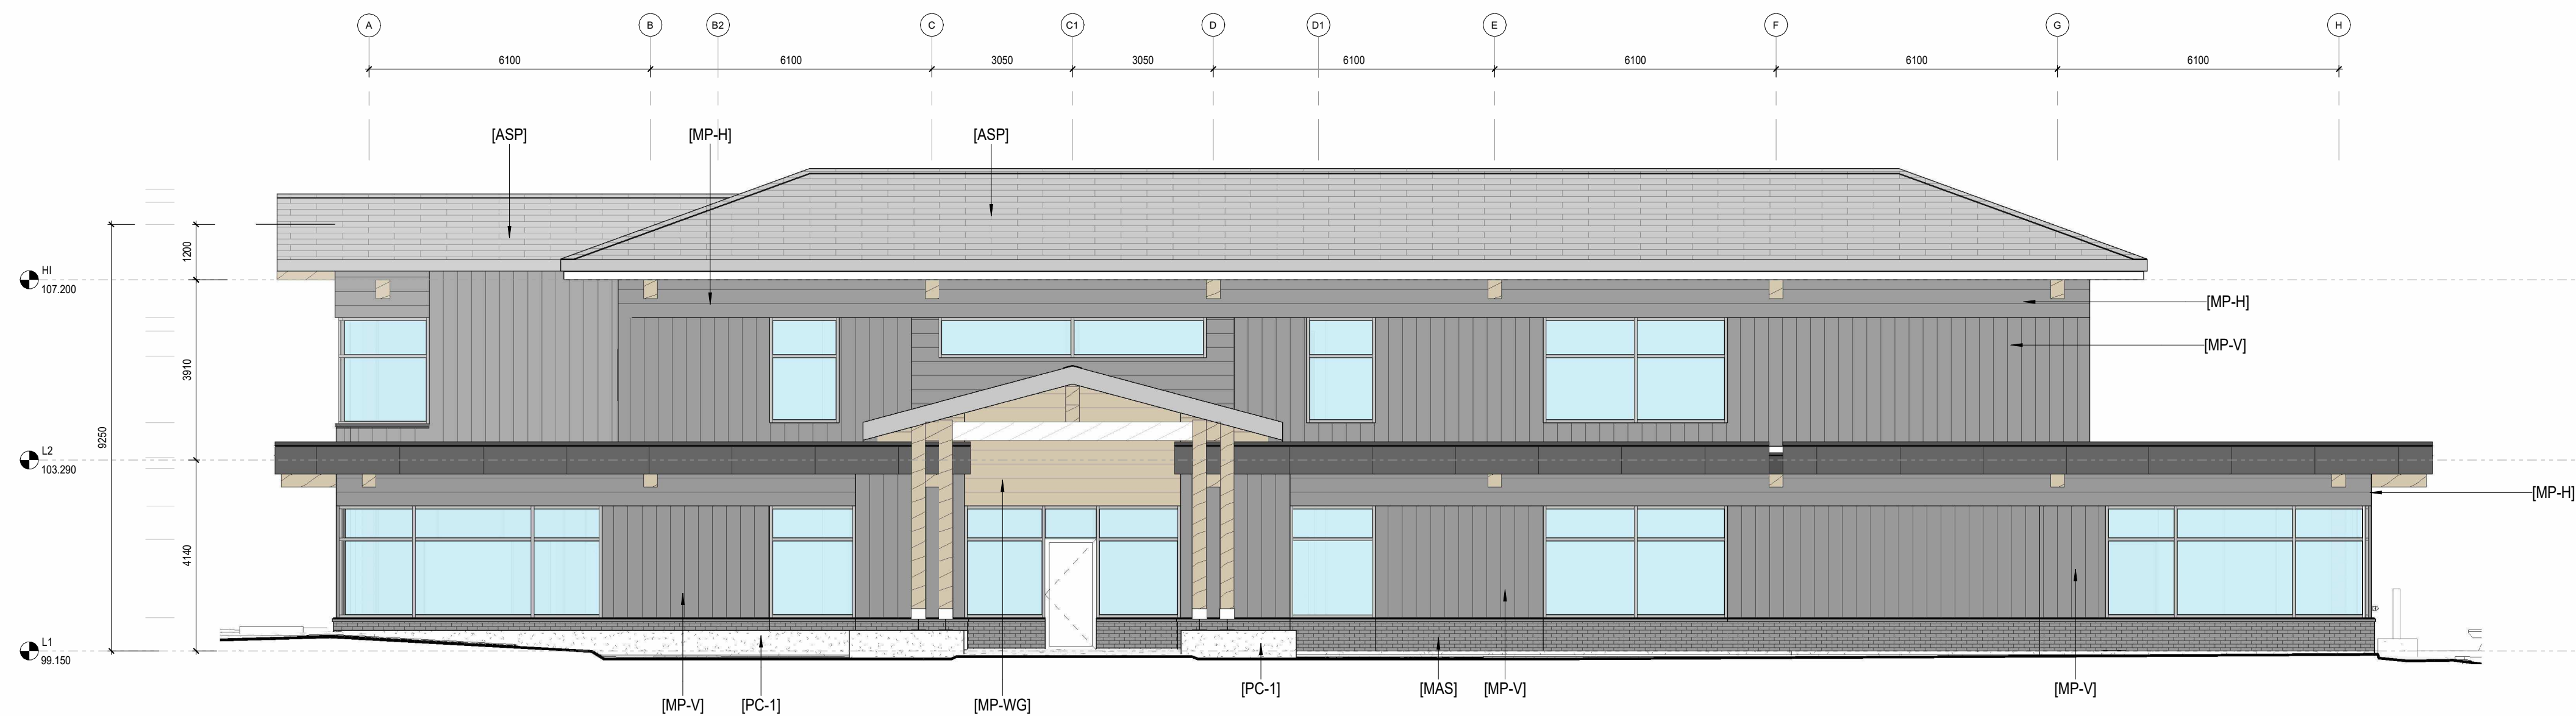 A B B2 C C1 D D1 E F G H
6100 6100 3050 3050 6100 6100 6100 6100
[ASP] [MP-H] [ASP]
1200
HI
107.200
[MP-H]
[MP-V]
3910
9250
L2
103.290
[MP-H]
4140
L1
99.150
[MP-V] [PC-1] [MP-WG] [PC-1] [MAS] [MP-V] [MP-V]